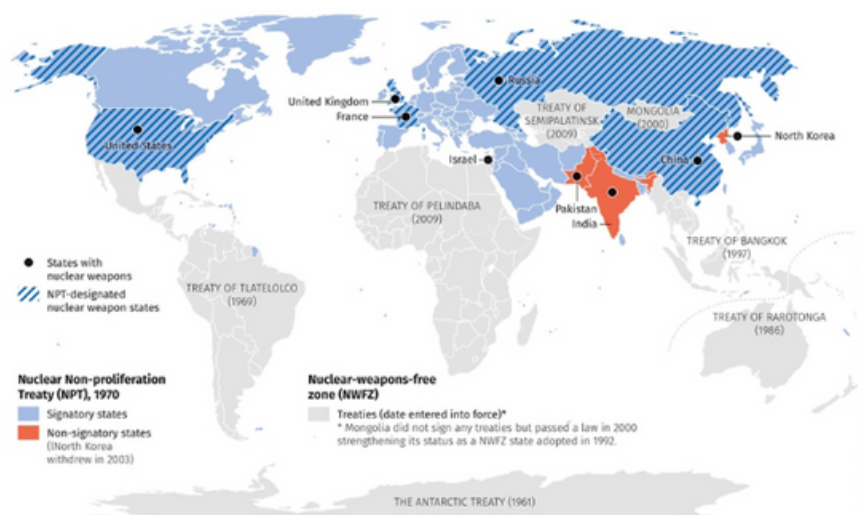 Russia
United Kingdom
France
TREATY OF
SEMIPALATINSK
(2009)
MONGOLIA
(2000)
North Korea
United States
Israel
China
Pakistan
India
TREATY OF PELINDABA
(2009)
TREATY OF BANGKOK
(1997)
TREATY OF TLATELOLCO
(1969)
TREATY OF RAROTONGA
(1986)
States with
nuclear weapons
NPT-designated
nuclear weapon states
Nuclear Non-proliferation
Treaty (NPT), 1970
Signatory states
Non-signatory states
(lNorth Korea
withdrew in 2003)
Nuclear-weapons-free
zone (NWFZ)
Treaties (date entered into force)*
* Mongolia did not sign any treaties but passed a law in 2000
strengthening its status as a NWFZ state adopted in 1992.
THE ANTARCTIC TREATY (1961)